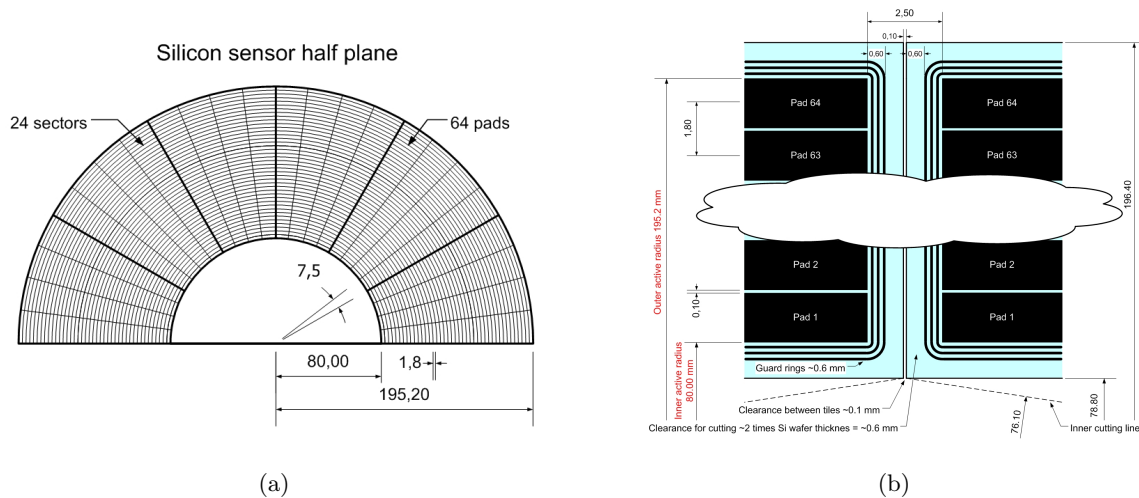 Silicon sensor half plane
24 sectors
64 pads
7,5
80,00
1,8
195,20
(a)
2,50
0,10
0,60
0,60
Pad 64
Pad 64
1,80
Pad 63
Pad 63
196.40
Outer active radius 195.2 mm
Pad 2
Pad 2
0,10
Pad 1
Pad 1
Inner active radius
80.00 mm
Guard rings ~0.6 mm
Clearance between tiles ~0.1 mm
Clearance for cutting ~2 times Si wafer thicknes = ~0.6 mm
76.10
78.80
Inner cutting line
(b)